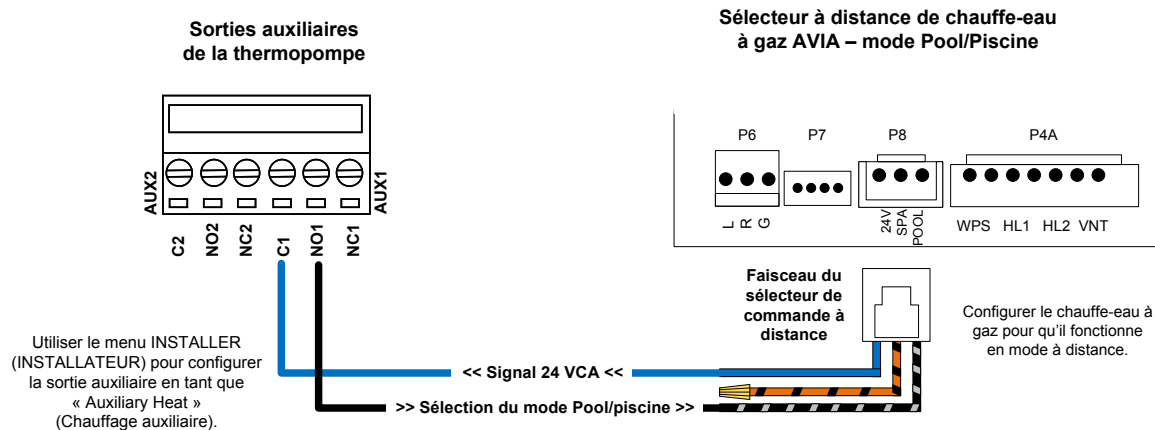 Sorties auxiliaires
de la thermopompe
Sélecteur à distance de chauffe-eau
à gaz AVIA – mode Pool/Piscine
AUX2
AUX1
C2
NO2
NC2
C1
NO1
NC1
P6
P7
P8
P4A
L
R
G
24V
SPA
POOL
WPS HL1 HL2 VNT
Faisceau du
sélecteur de
commande à
distance
Configurer le chauffe-eau à
gaz pour qu’il fonctionne
en mode à distance.
Utiliser le menu INSTALLER
(INSTALLATEUR) pour configurer
la sortie auxiliaire en tant que
« Auxiliary Heat »
(Chauffage auxiliaire).
<< Signal 24 VCA <<
>> Sélection du mode Pool/piscine >>